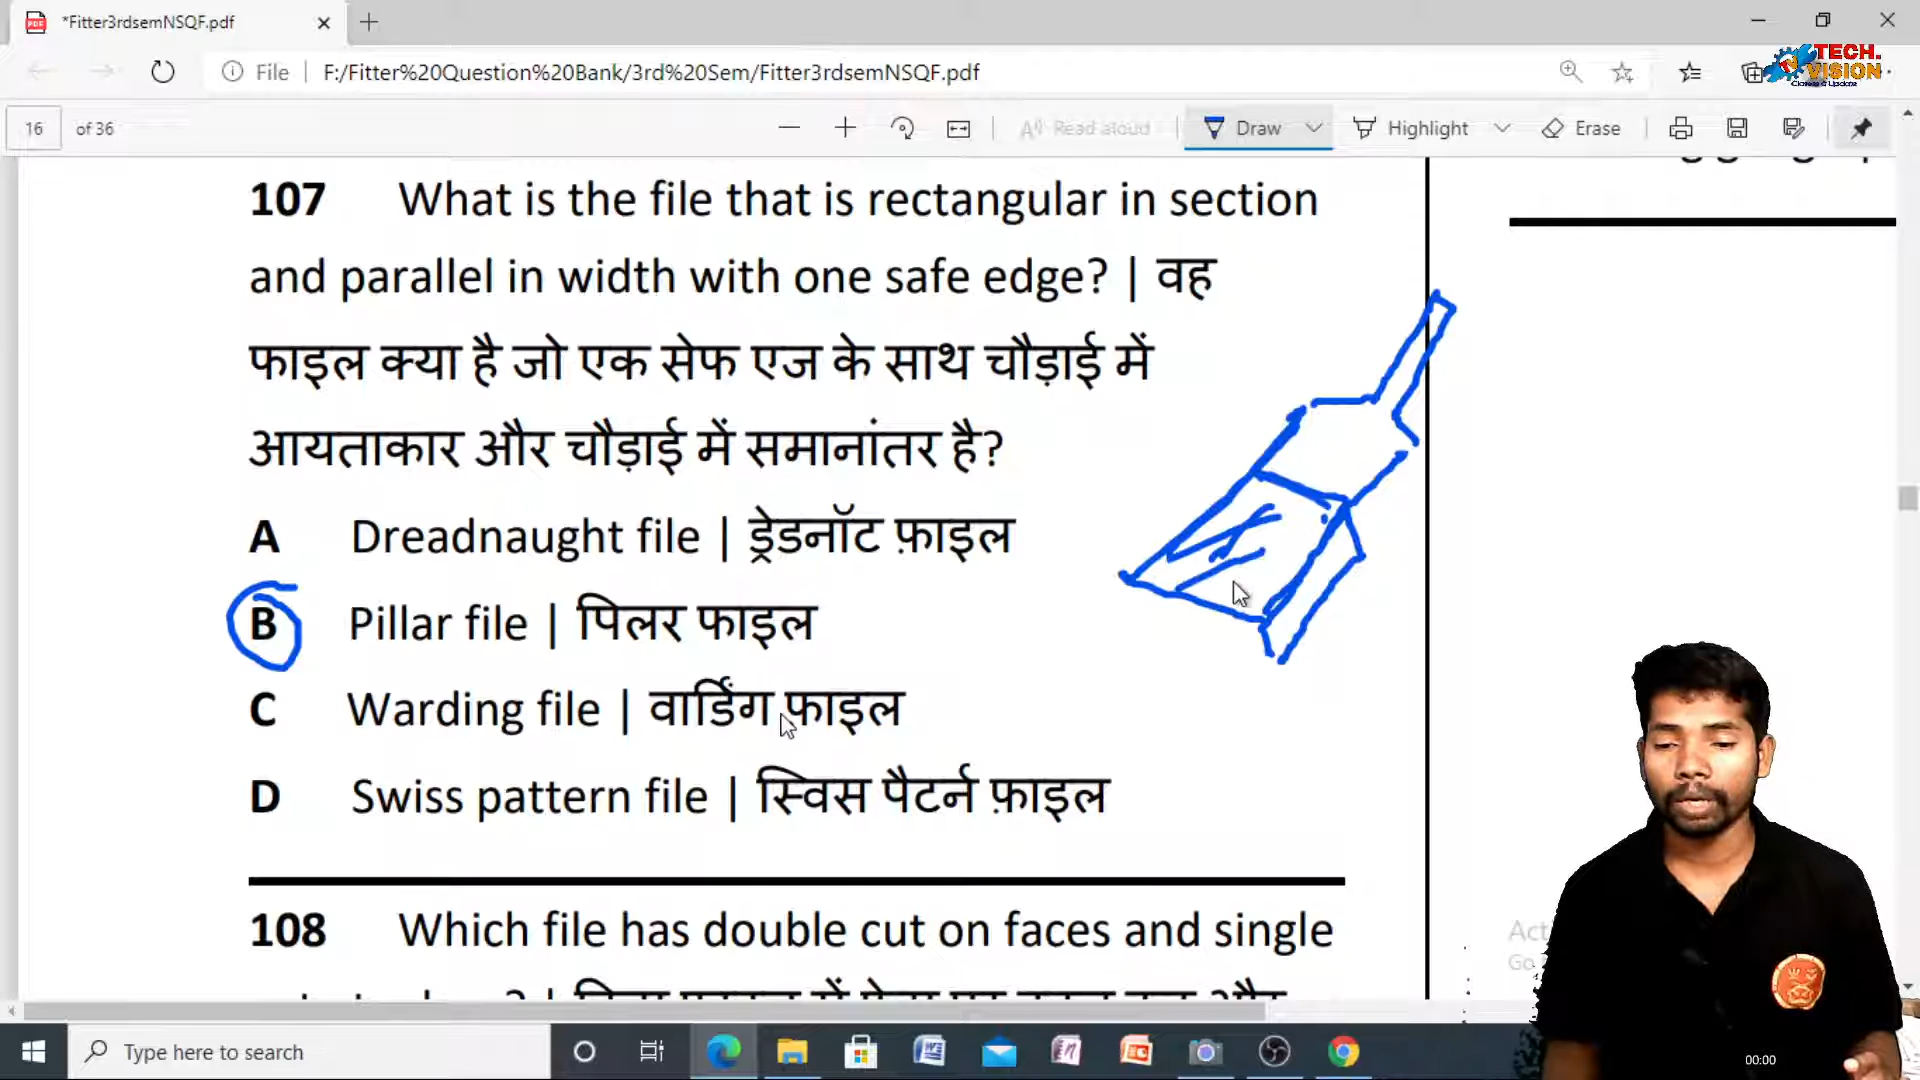 *Fitter3rdsemNSQF.pdf
File F:/Fitter%20Question%20Bank/3rd%20Sem/Fitter3rdsemNSQF.pdf
TECH. VISION
16 of 36 Read aloud Draw Highlight Erase
107 What is the file that is rectangular in section
and parallel in width with one safe edge? | वह
फाइल क्या है जो एक सेफ एज के साथ चौड़ाई में
आयताकार और चौड़ाई में समानांतर है?
A Dreadnaught file | ड्रेडनॉट फ़ाइल
B Pillar file | पिलर फाइल
C Warding file | वार्डिंग फाइल
D Swiss pattern file | स्विस पैटर्न फ़ाइल
108 Which file has double cut on faces and single
Type here to search
00:00